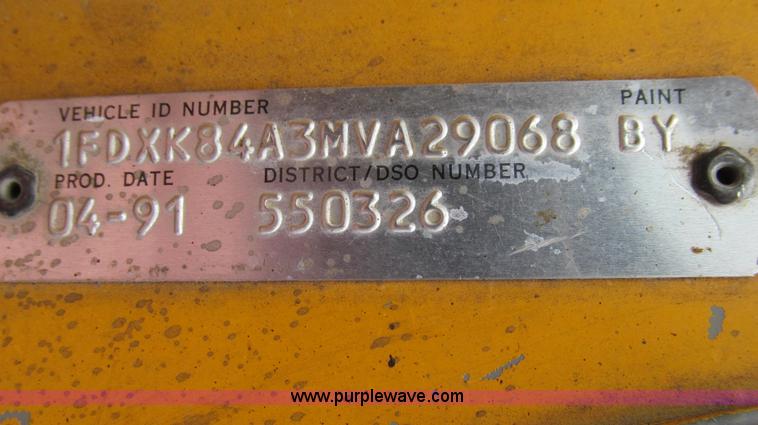 VEHICLE ID NUMBER PAINT
1FDXK84A3MVA29068 BY
PROD. DATE DISTRICT/DSO NUMBER
04-91 550326
www.purplewave.com